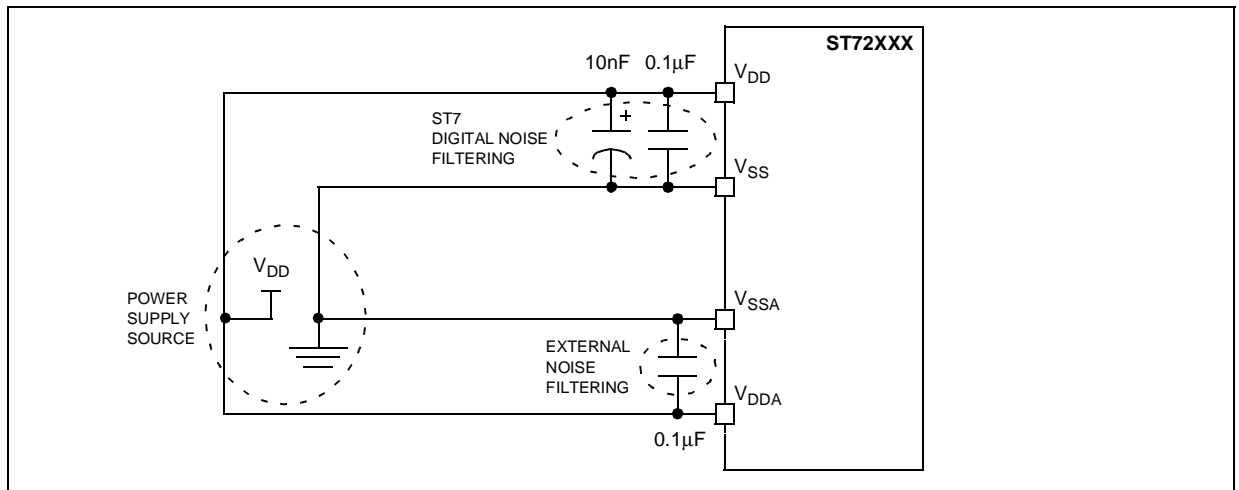 ST72XXX
10nF 0.1μF
VDD
+
ST7
DIGITAL NOISE
FILTERING
VSS
VDD
POWER
SUPPLY
SOURCE
VSSA
EXTERNAL
NOISE
FILTERING
VDDA
0.1μF